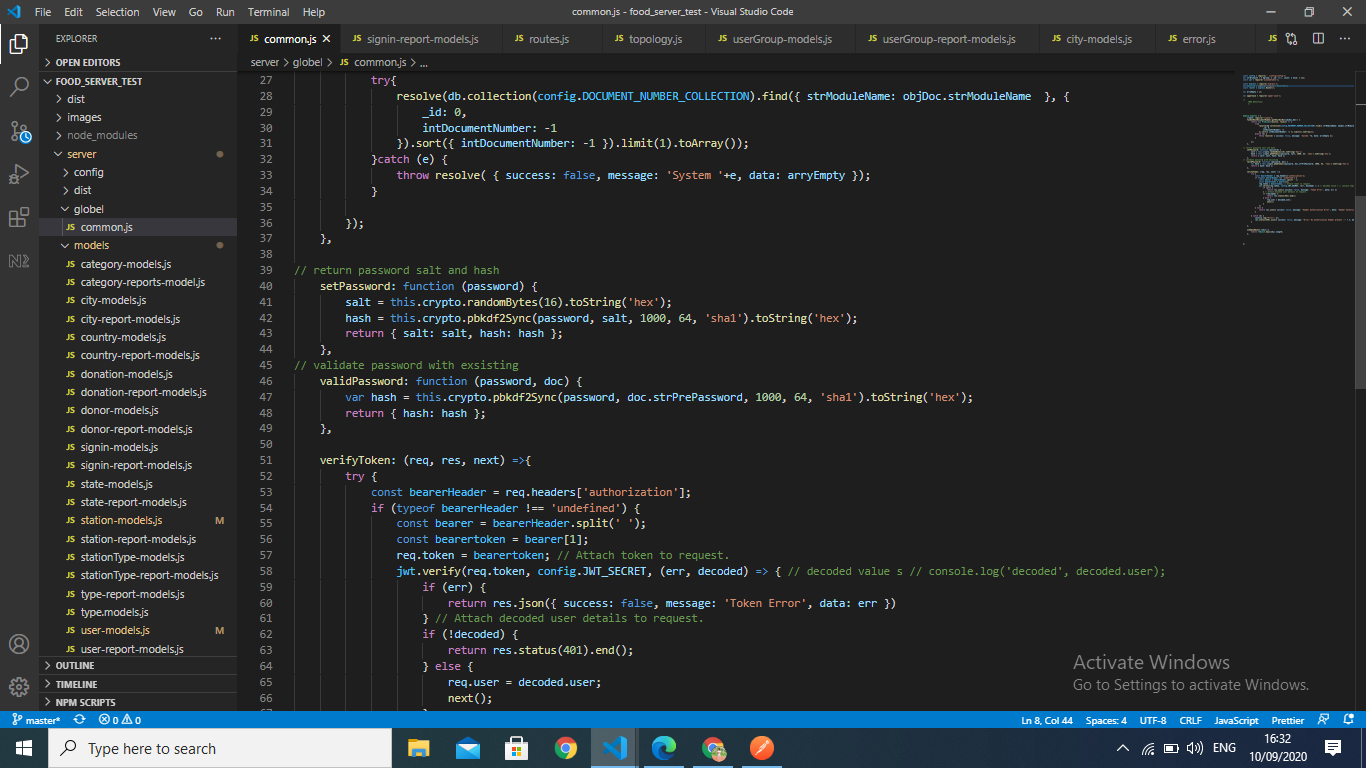 File Edit Selection View Go Run Terminal Help common.js - food_server_test - Visual Studio Code
EXPLORER
OPEN EDITORS
FOOD_SERVER_TEST
dist
images
node_modules
server
config
dist
globel
JS common.js
models
JS category-models.js
JS category-reports-model.js
JS city-models.js
JS city-report-models.js
JS country-models.js
JS country-report-models.js
JS donation-models.js
JS donation-report-models.js
JS donor-models.js
JS donor-report-models.js
JS signin-models.js
JS signin-report-models.js
JS state-models.js
JS state-report-models.js
JS station-models.js M
JS station-report-models.js
JS stationType-models.js
JS stationType-report-models.js
JS type-report-models.js
JS type.models.js
JS user-models.js M
JS user-report-models.js
OUTLINE
TIMELINE
NPM SCRIPTS
JS common.js JS signin-report-models.js JS routes.js JS topology.js JS userGroup-models.js JS userGroup-report-models.js JS city-models.js JS error.js JS
server > globel > JS common.js > ...
27 try{
28 resolve(db.collection(config.DOCUMENT_NUMBER_COLLECTION).find({ strModuleName: objDoc.strModuleName }, {
29 _id: 0,
30 intDocumentNumber: -1
31 }).sort({ intDocumentNumber: -1 }).limit(1).toArray());
32 }catch (e) {
33 throw resolve( { success: false, message: 'System '+e, data: arryEmpty });
34 }
35
36 });
37 },
38
39 // return password salt and hash
40 setPassword: function (password) {
41 salt = this.crypto.randomBytes(16).toString('hex');
42 hash = this.crypto.pbkdf2Sync(password, salt, 1000, 64, 'sha1').toString('hex');
43 return { salt: salt, hash: hash };
44 },
45 // validate password with exsisting
46 validPassword: function (password, doc) {
47 var hash = this.crypto.pbkdf2Sync(password, doc.strPrePassword, 1000, 64, 'sha1').toString('hex');
48 return { hash: hash };
49 },
50
51 verifyToken: (req, res, next) =>{
52 try {
53 const bearerHeader = req.headers['authorization'];
54 if (typeof bearerHeader !== 'undefined') {
55 const bearer = bearerHeader.split(' ');
56 const bearertoken = bearer[1];
57 req.token = bearertoken; // Attach token to request.
58 jwt.verify(req.token, config.JWT_SECRET, (err, decoded) => { // decoded value s // console.log('decoded', decoded.user);
59 if (err) {
60 return res.json({ success: false, message: 'Token Error', data: err })
61 } // Attach decoded user details to request.
62 if (!decoded) {
63 return res.status(401).end();
64 } else {
65 req.user = decoded.user;
66 next();
Activate Windows
Go to Settings to activate Windows.
master* 0 0 Ln 8, Col 44 Spaces: 4 UTF-8 CRLF JavaScript Prettier
Type here to search
ENG
16:32
10/09/2020